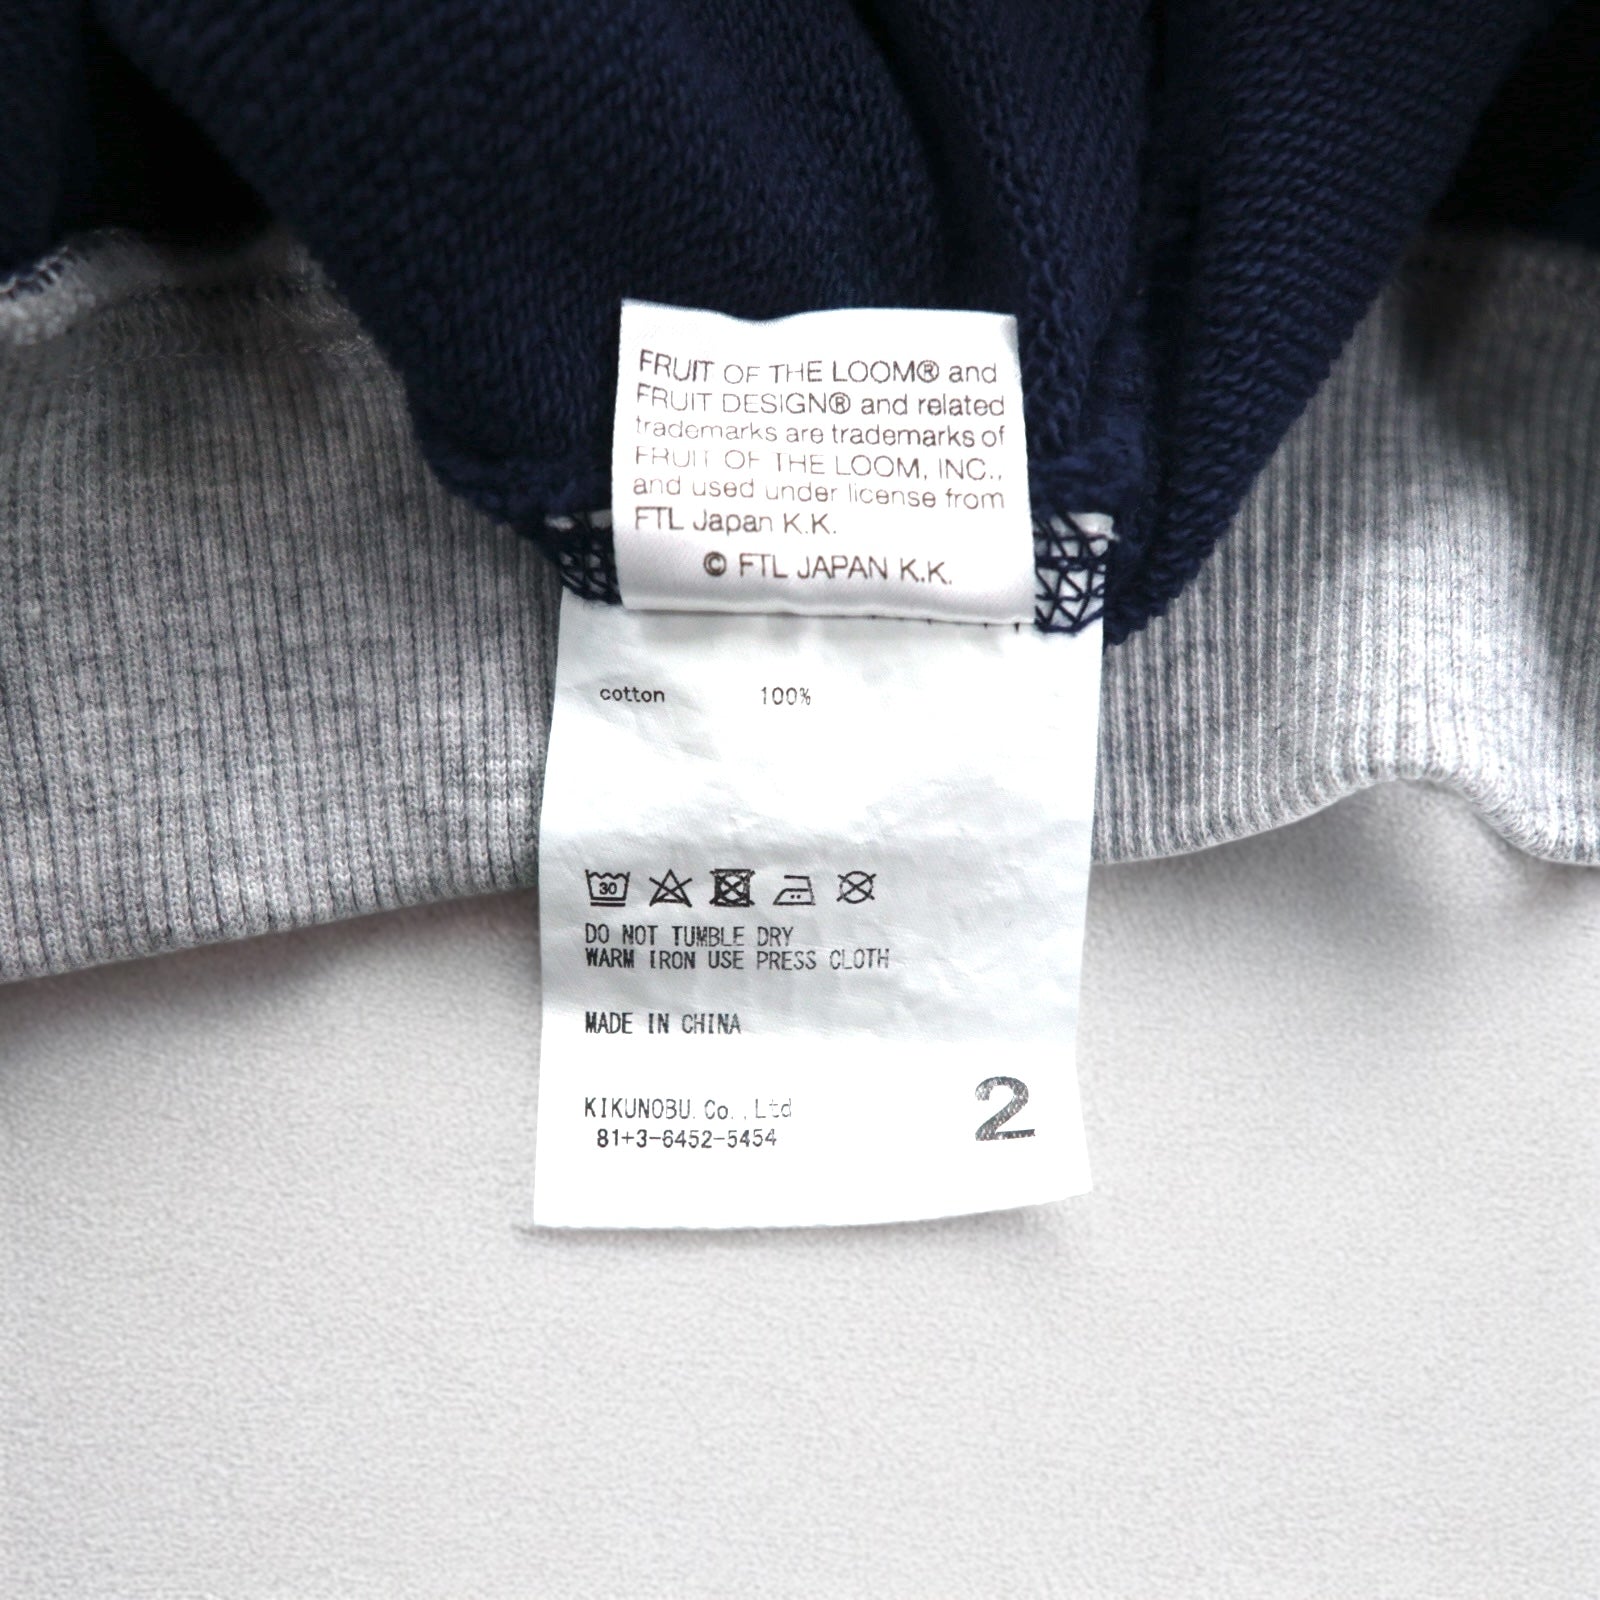 FRUIT OF THE LOOM® and
FRUIT DESIGN® and related
trademarks are trademarks of
FRUIT OF THE LOOM, INC.,
and used under license from
FTL Japan K.K.
© FTL JAPAN K.K.
cotton 100%
30
DO NOT TUMBLE DRY
WARM IRON USE PRESS CLOTH
MADE IN CHINA
KIKUNOBU. Co., Ltd
81+3-6452-5454
2